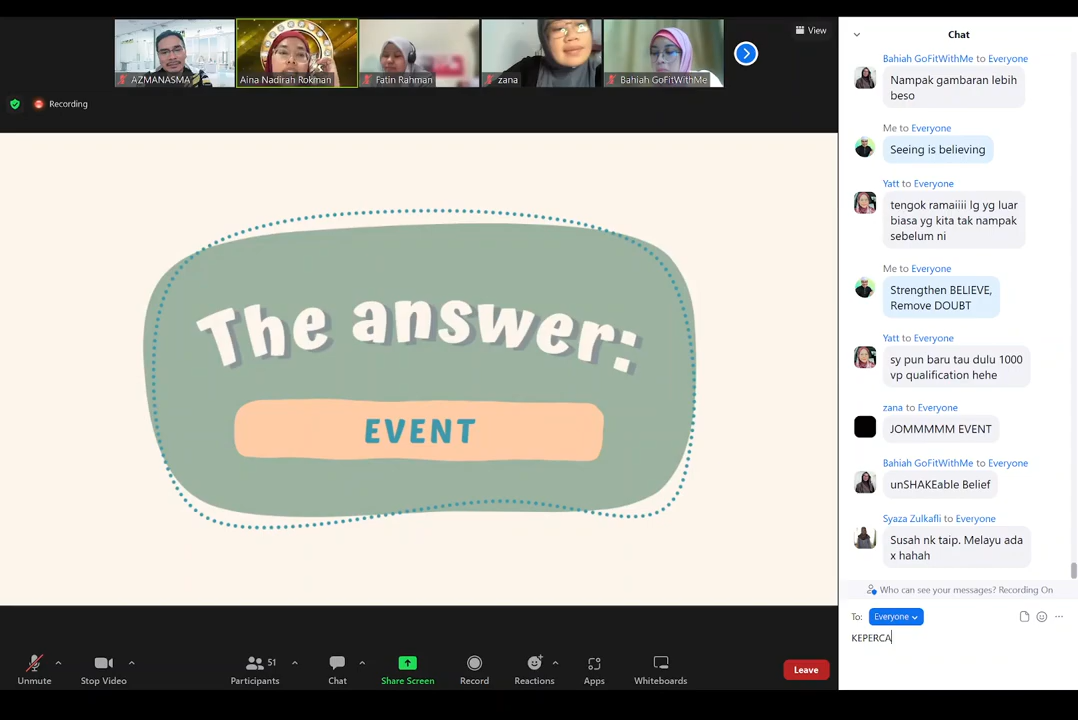 AZMANASMA
Aina Nadirah Rokman
Fatin Rahman
zana
Bahiah GoFitWithMe
View
Recording
The answer:
EVENT
Chat
Bahiah GoFitWithMe to Everyone
Nampak gambaran lebih
beso
Me to Everyone
Seeing is believing
Yatt to Everyone
tengok ramaiiii lg yg luar
biasa yg kita tak nampak
sebelum ni
Me to Everyone
Strengthen BELIEVE,
Remove DOUBT
Yatt to Everyone
sy pun baru tau dulu 1000
vp qualification hehe
zana to Everyone
JOMMMMM EVENT
Bahiah GoFitWithMe to Everyone
unSHAKEable Belief
Syaza Zulkafli to Everyone
Susah nk taip. Melayu ada
x hahah
Who can see your messages? Recording On
To: Everyone
KEPERCA
Unmute
Stop Video
51
Participants
Chat
Share Screen
Record
Reactions
Apps
Whiteboards
Leave